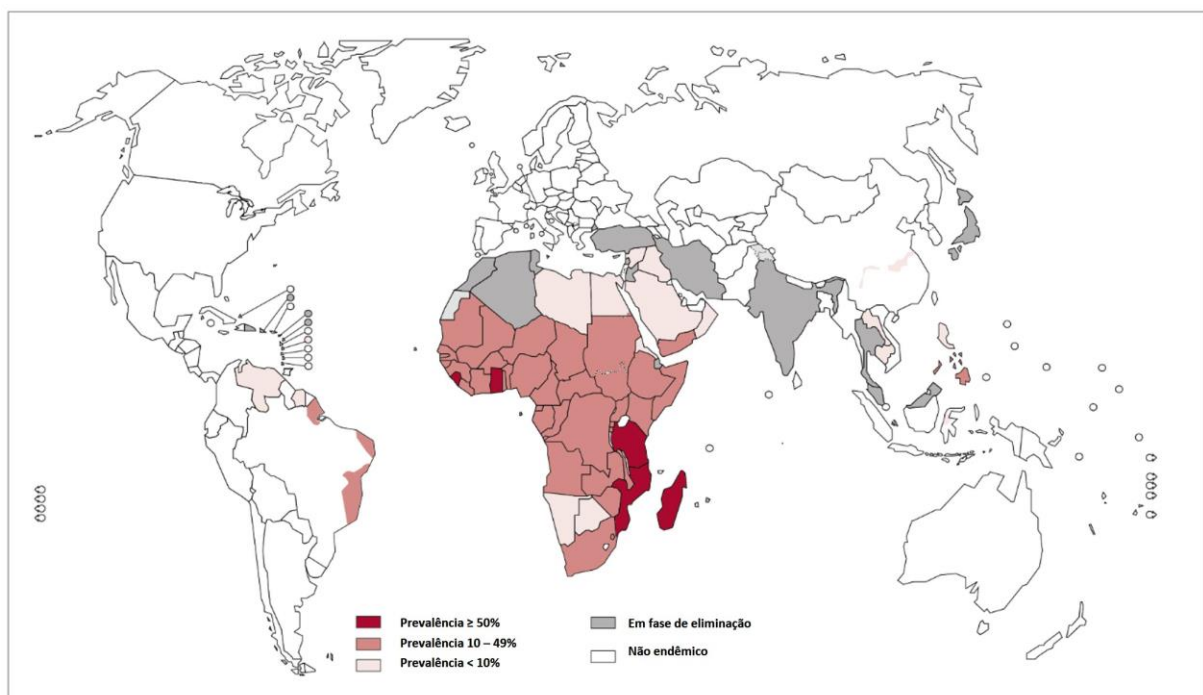 Prevalência ≥ 50%
Prevalência 10 – 49%
Prevalência < 10%
Em fase de eliminação
Não endêmico